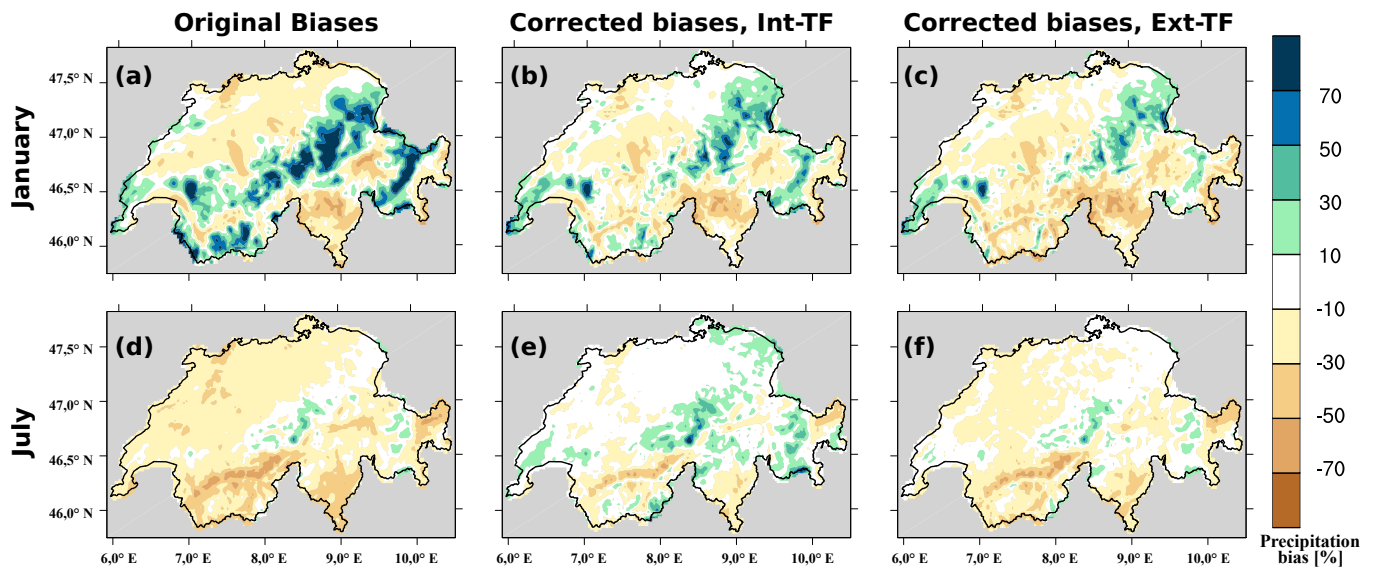 Original Biases
Corrected biases, Int-TF
Corrected biases, Ext-TF
January
(a)
(b)
(c)
47.5° N
47.0° N
46.5° N
46.0° N
70
50
30
10
-10
-30
-50
-70
July
(d)
(e)
(f)
47.5° N
47.0° N
46.5° N
46,0° N
6,0° E 7,0° E 8,0° E 9,0° E 10,0° E
6,0° E 7,0° E 8,0° E 9,0° E 10,0° E
6,0° E 7,0° E 8,0° E 9,0° E 10,0° E
Precipitation
bias [%]